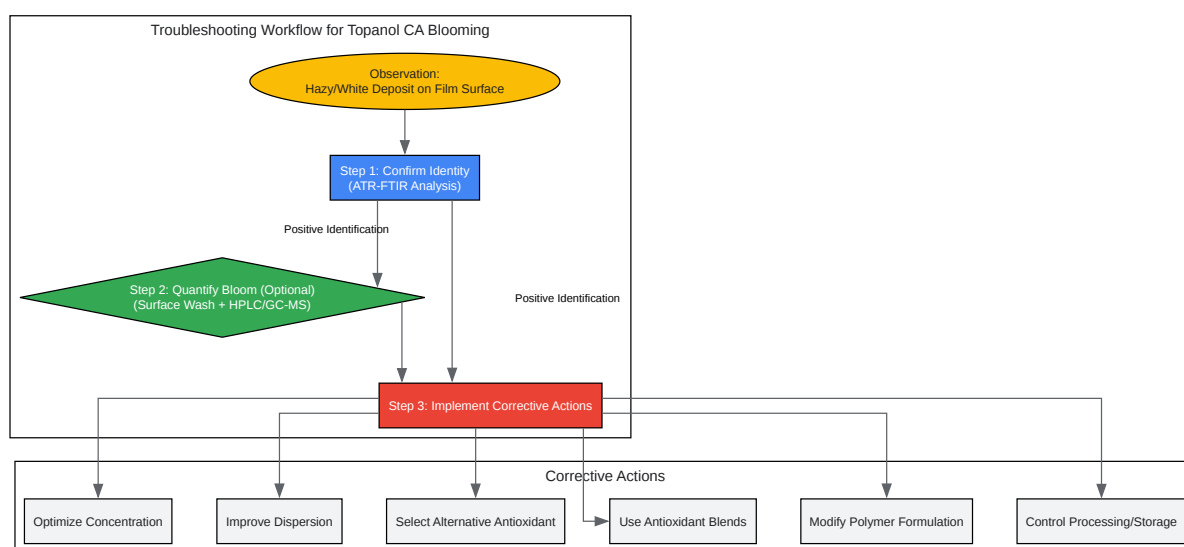 Troubleshooting Workflow for Topanol CA Blooming
Observation:
Hazy/White Deposit on Film Surface
Step 1: Confirm Identity
(ATR-FTIR Analysis)
Positive Identification
Step 2: Quantify Bloom (Optional)
(Surface Wash + HPLC/GC-MS)
Positive Identification
Step 3: Implement Corrective Actions
Corrective Actions
Optimize Concentration
Improve Dispersion
Select Alternative Antioxidant
Use Antioxidant Blends
Modify Polymer Formulation
Control Processing/Storage